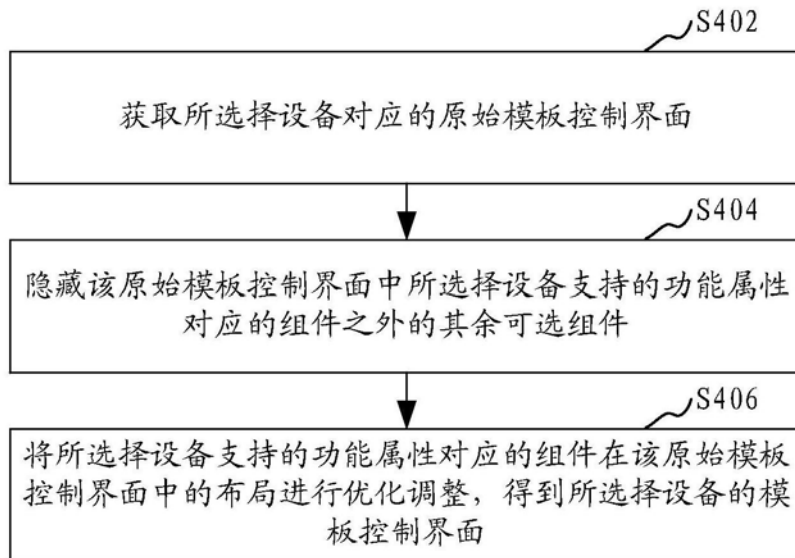 S402
获取所选择设备对应的原始模板控制界面
S404
隐藏该原始模板控制界面中所选择设备支持的功能属性
对应的组件之外的其余可选组件
S406
将所选择设备支持的功能属性对应的组件在该原始模板
控制界面中的布局进行优化调整，得到所选择设备的模
板控制界面